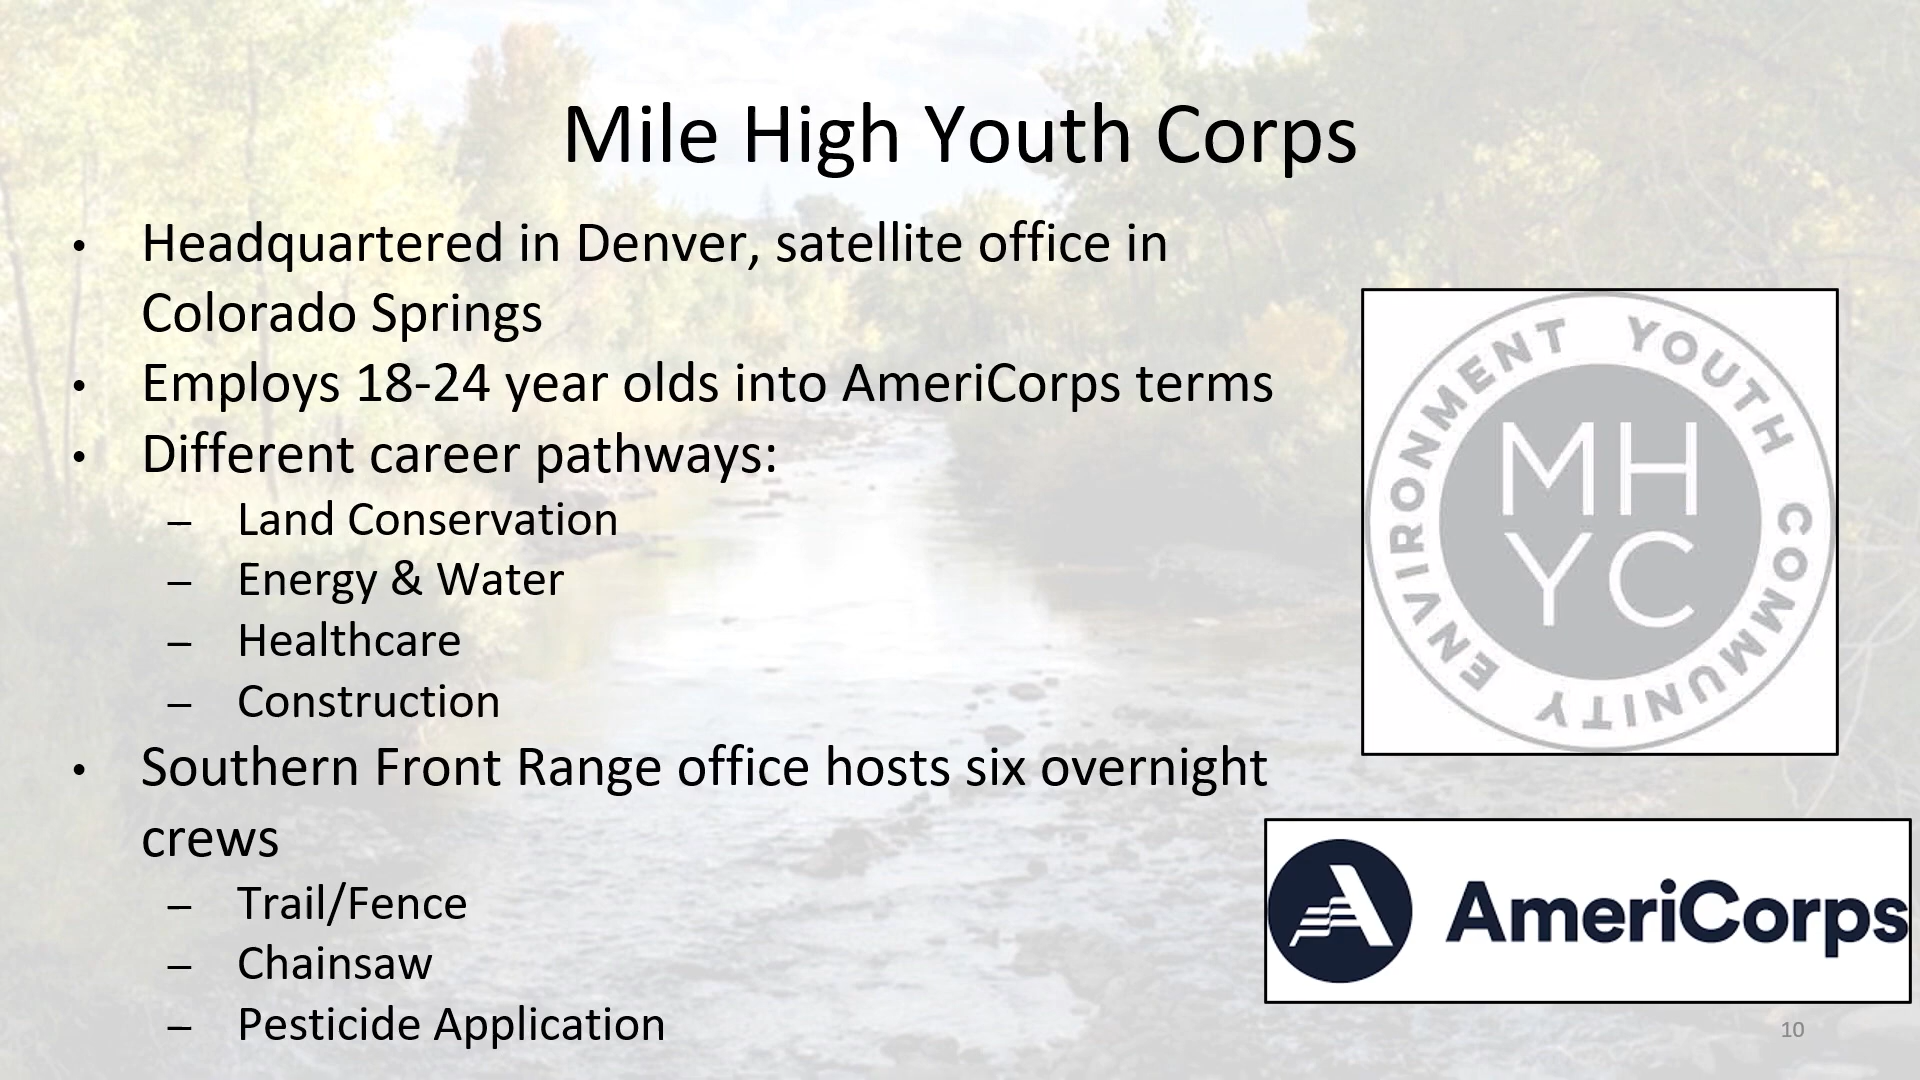 Mile High Youth Corps
• Headquartered in Denver, satellite office in
Colorado Springs
• Employs 18-24 year olds into AmeriCorps terms
• Different career pathways:
– Land Conservation
– Energy & Water
– Healthcare
– Construction
• Southern Front Range office hosts six overnight
crews
– Trail/Fence
– Chainsaw
– Pesticide Application
YOUTH COMMUNITY ENVIRONMENT
MH
YC
AmeriCorps
10